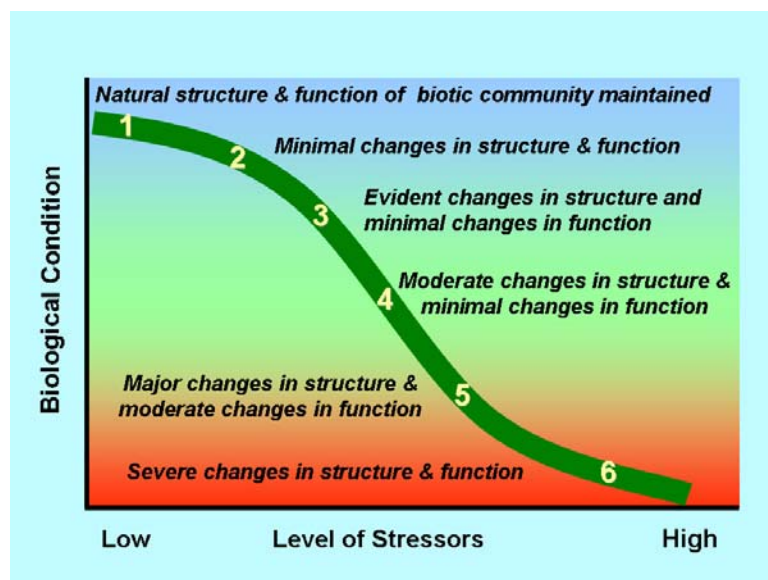 Natural structure & function of biotic community maintained
1
2
Minimal changes in structure & function
3
Evident changes in structure and
minimal changes in function
4
Moderate changes in structure &
minimal changes in function
Major changes in structure &
moderate changes in function
5
Severe changes in structure & function
6
Biological Condition
Low
Level of Stressors
High